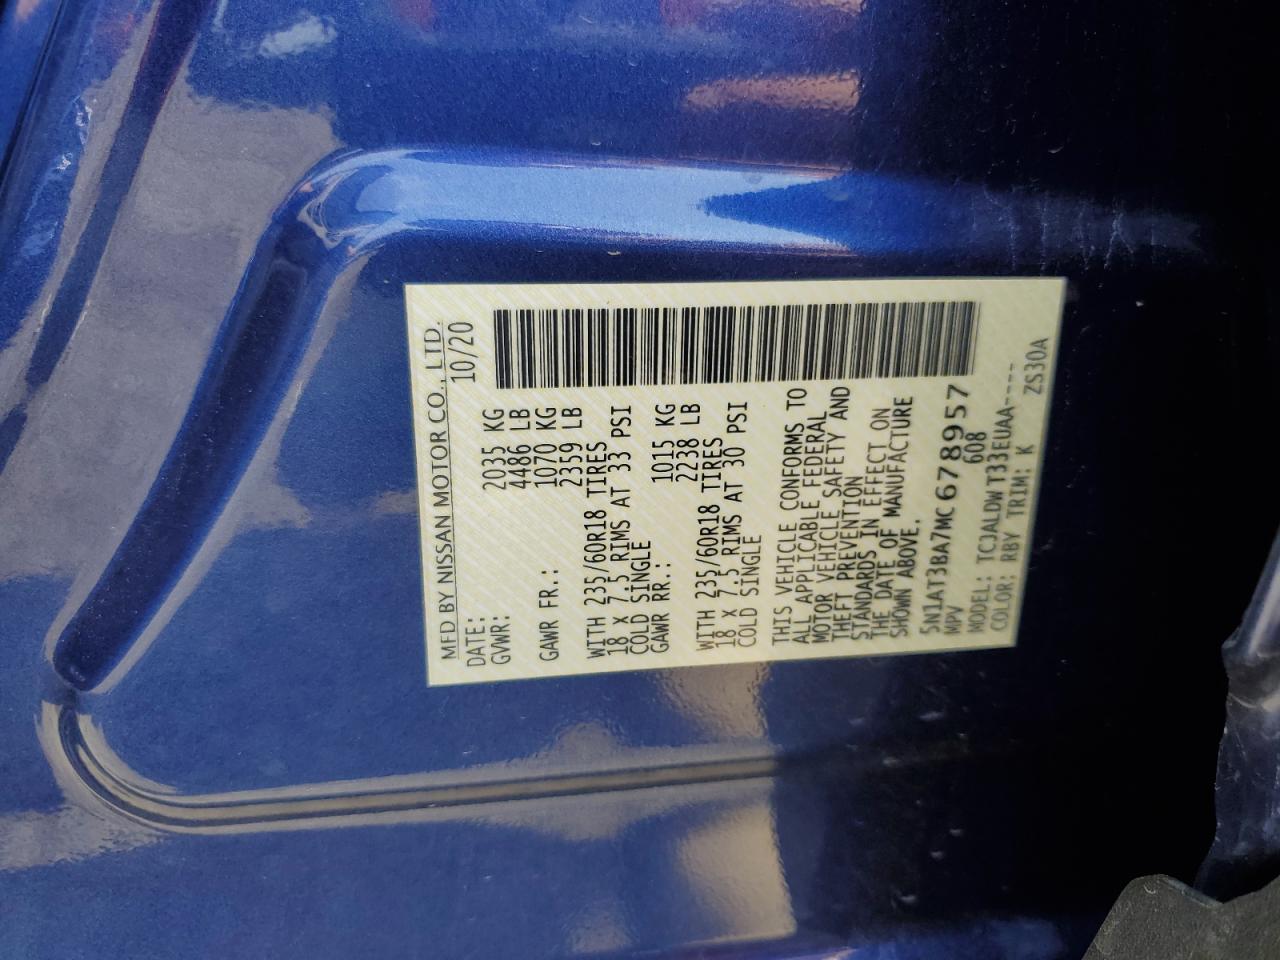 MFD BY NISSAN MOTOR CO., LTD.
DATE: 10/20
GVWR: 2035 KG
4486 LB
GAWR FR.: 1070 KG
2359 LB
WITH 235/60R18 TIRES
18 X 7.5 RIMS AT 33 PSI
COLD SINGLE
GAWR RR.: 1015 KG
2238 LB
WITH 235/60R18 TIRES
18 X 7.5 RIMS AT 30 PSI
COLD SINGLE
THIS VEHICLE CONFORMS TO
ALL APPLICABLE FEDERAL
MOTOR VEHICLE SAFETY AND
THEFT PREVENTION
STANDARDS IN EFFECT ON
THE DATE OF MANUFACTURE
SHOWN ABOVE.
5N1AT3BA7MC678957
MPV 608
MODEL: TCJALDWT33EUAA----
COLOR: RBY TRIM: K ZS30A